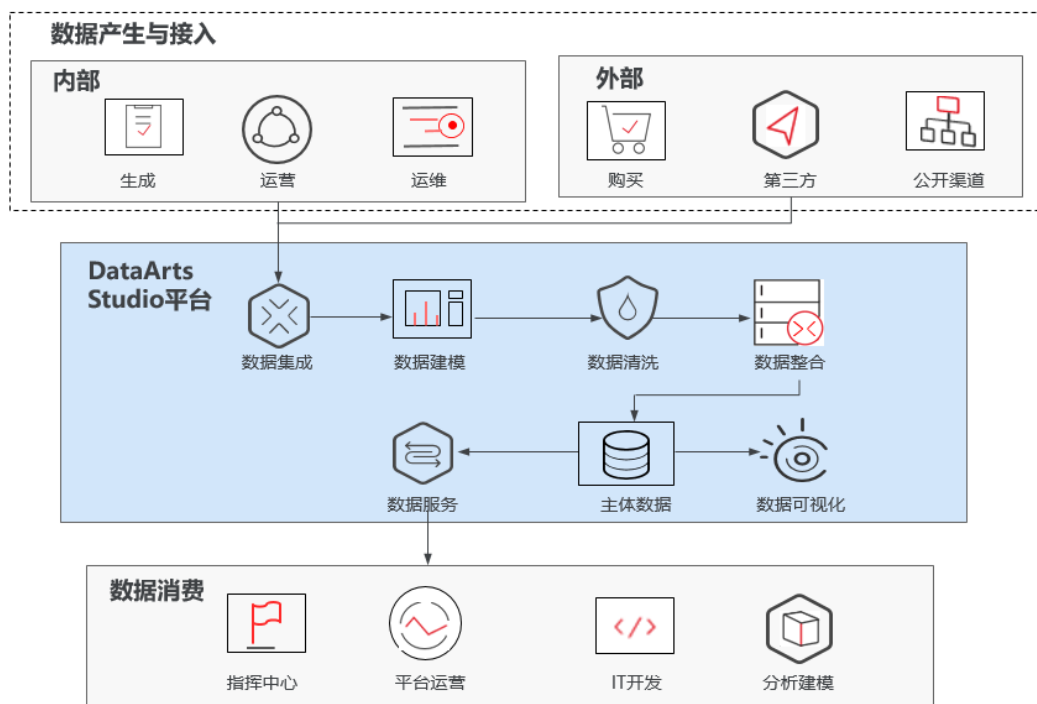 数据产生与接入
内部
外部
生成
运营
运维
购买
第三方
公开渠道
DataArts
Studio平台
数据集成
数据建模
数据清洗
数据整合
数据服务
主体数据
数据可视化
数据消费
指挥中心
平台运营
IT开发
分析建模